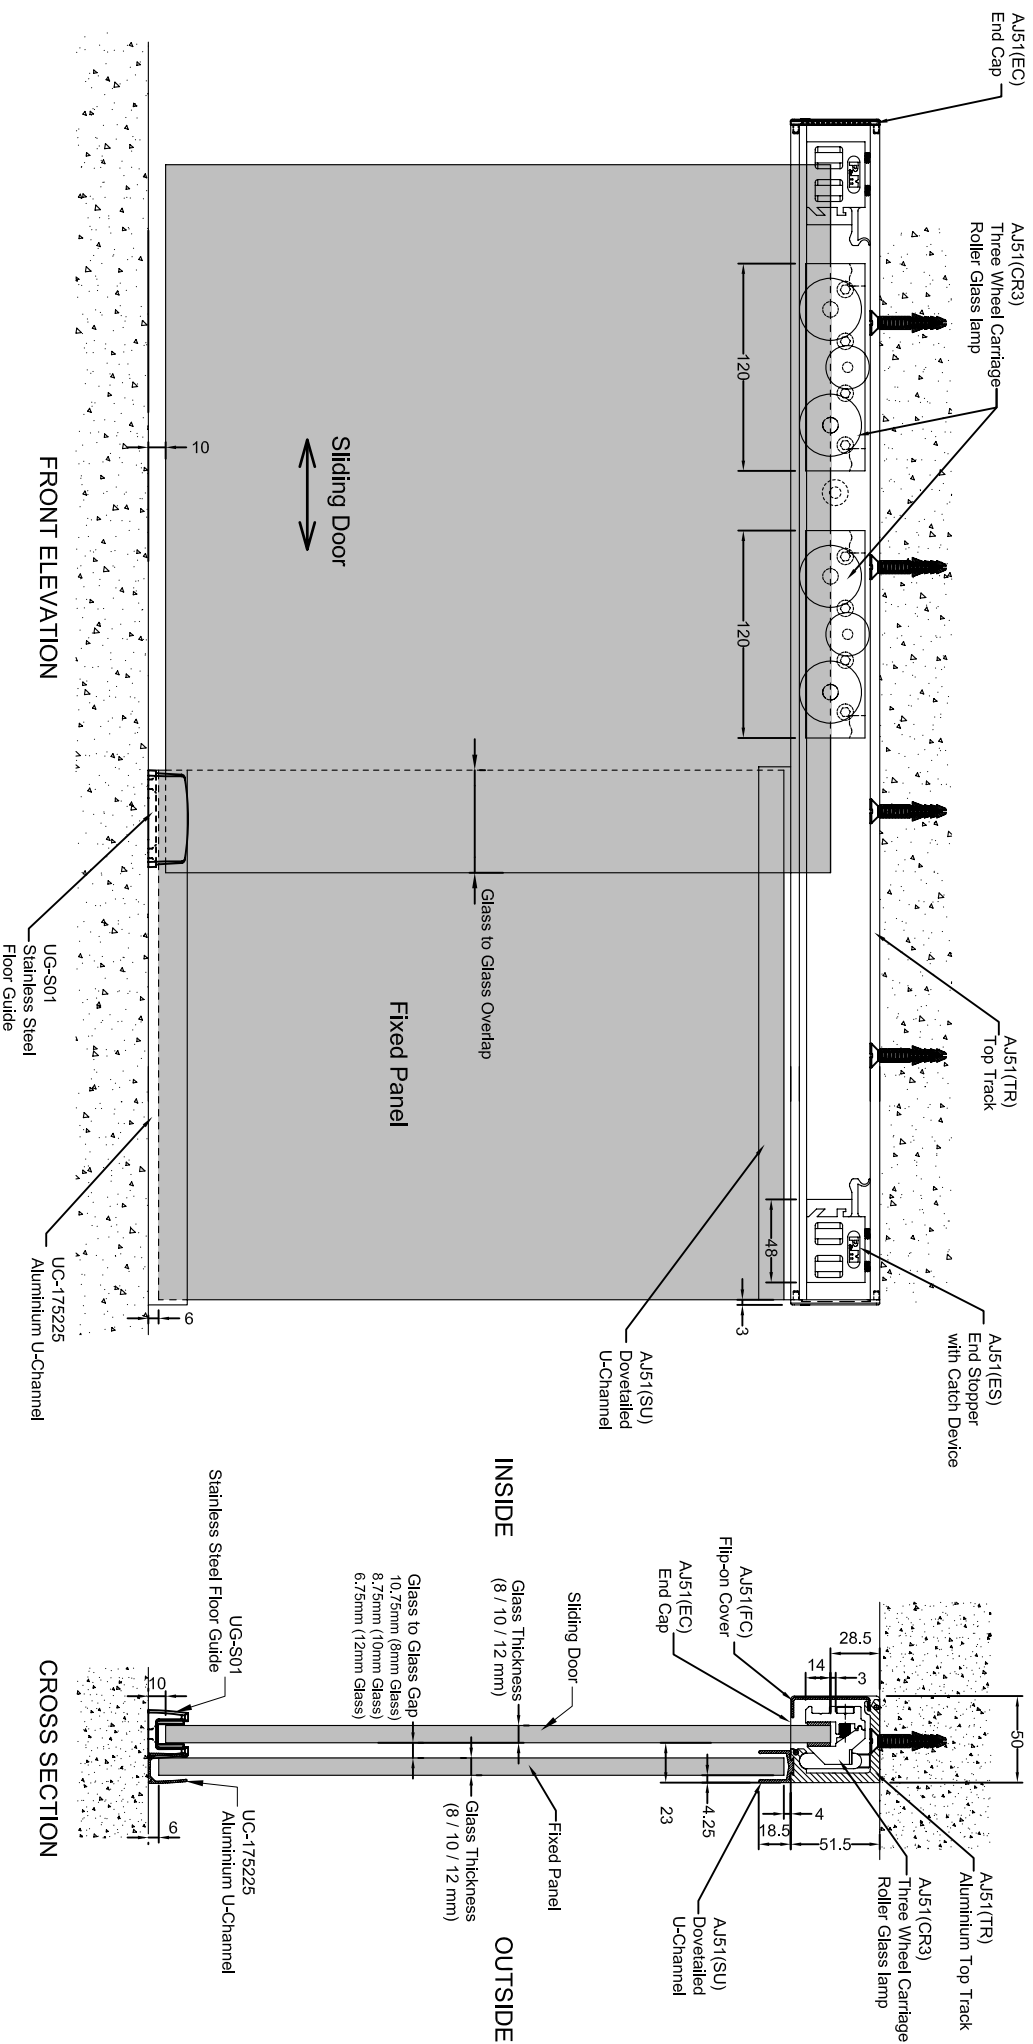 AJ51(EC)
End Cap
AJ51(CR3)
Three Wheel Carriage
Roller Glass lamp
AJ51(TR)
Top Track
AJ51(ES)
End Stopper
with Catch Device
120
120
48
3
AJ51(SU)
Dovetailed
U-Channel
Sliding Door
Glass to Glass Overlap
Fixed Panel
10
6
UG-S01
Stainless Steel
Floor Guide
UC-175225
Aluminium U-Channel
FRONT ELEVATION
50
28.5
3
14
AJ51(TR)
Aluminium Top Track
AJ51(CR3)
Three Wheel Carriage
Roller Glass lamp
AJ51(FC)
Flip-on Cover
AJ51(EC)
End Cap
51.5
4
18.5
4.25
23
AJ51(SU)
Dovetailed
U-Channel
INSIDE
OUTSIDE
Sliding Door
Glass Thickness
(8 / 10 / 12 mm)
Fixed Panel
Glass Thickness
(8 / 10 / 12 mm)
Glass to Glass Gap
10.75mm (8mm Glass)
8.75mm (10mm Glass)
6.75mm (12mm Glass)
UG-S01
Stainless Steel Floor Guide
10
6
UC-175225
Aluminium U-Channel
CROSS SECTION